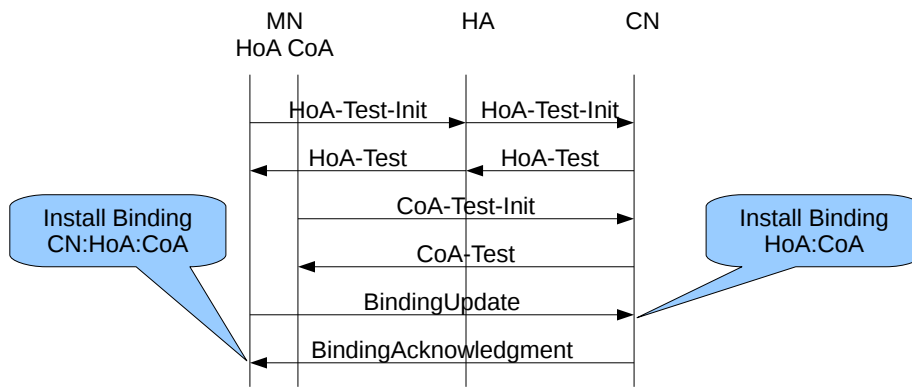 MN HA CN
HoA CoA
HoA-Test-Init HoA-Test-Init
HoA-Test HoA-Test
CoA-Test-Init
Install Binding
CN:HoA:CoA
Install Binding
HoA:CoA
CoA-Test
BindingUpdate
BindingAcknowledgment